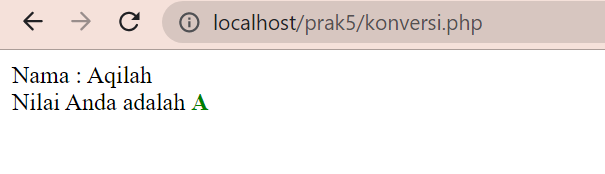 localhost/prak5/konversi.php
Nama : Aqilah
Nilai Anda adalah A